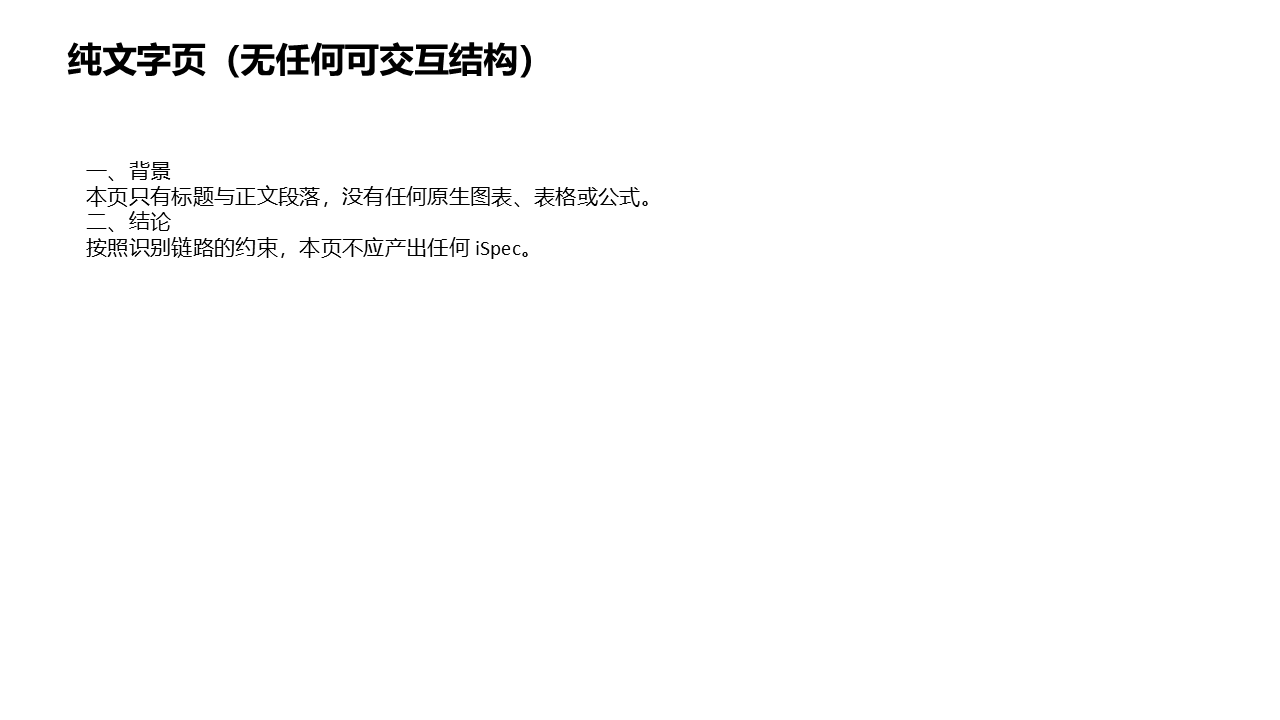 纯文字页（无任何可交互结构）
一、背景
本页只有标题与正文段落，没有任何原生图表、表格或公式。
二、结论
按照识别链路的约束，本页不应产出任何 iSpec。